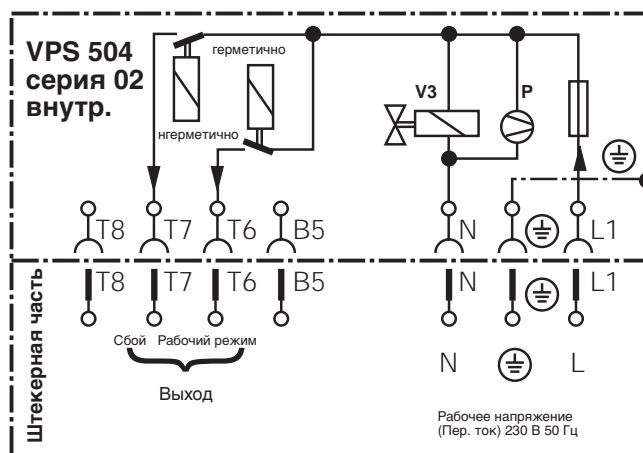 VPS 504
серия 02
внутр.
герметично
нгерметично
V3
P
T8 T7 T6 B5 N L1
Штекерная часть
T8 T7 T6 B5 N L1
Сбой Рабочий режим
Выход
N L
Рабочее напряжение
(Пер. ток) 230 В 50 Гц